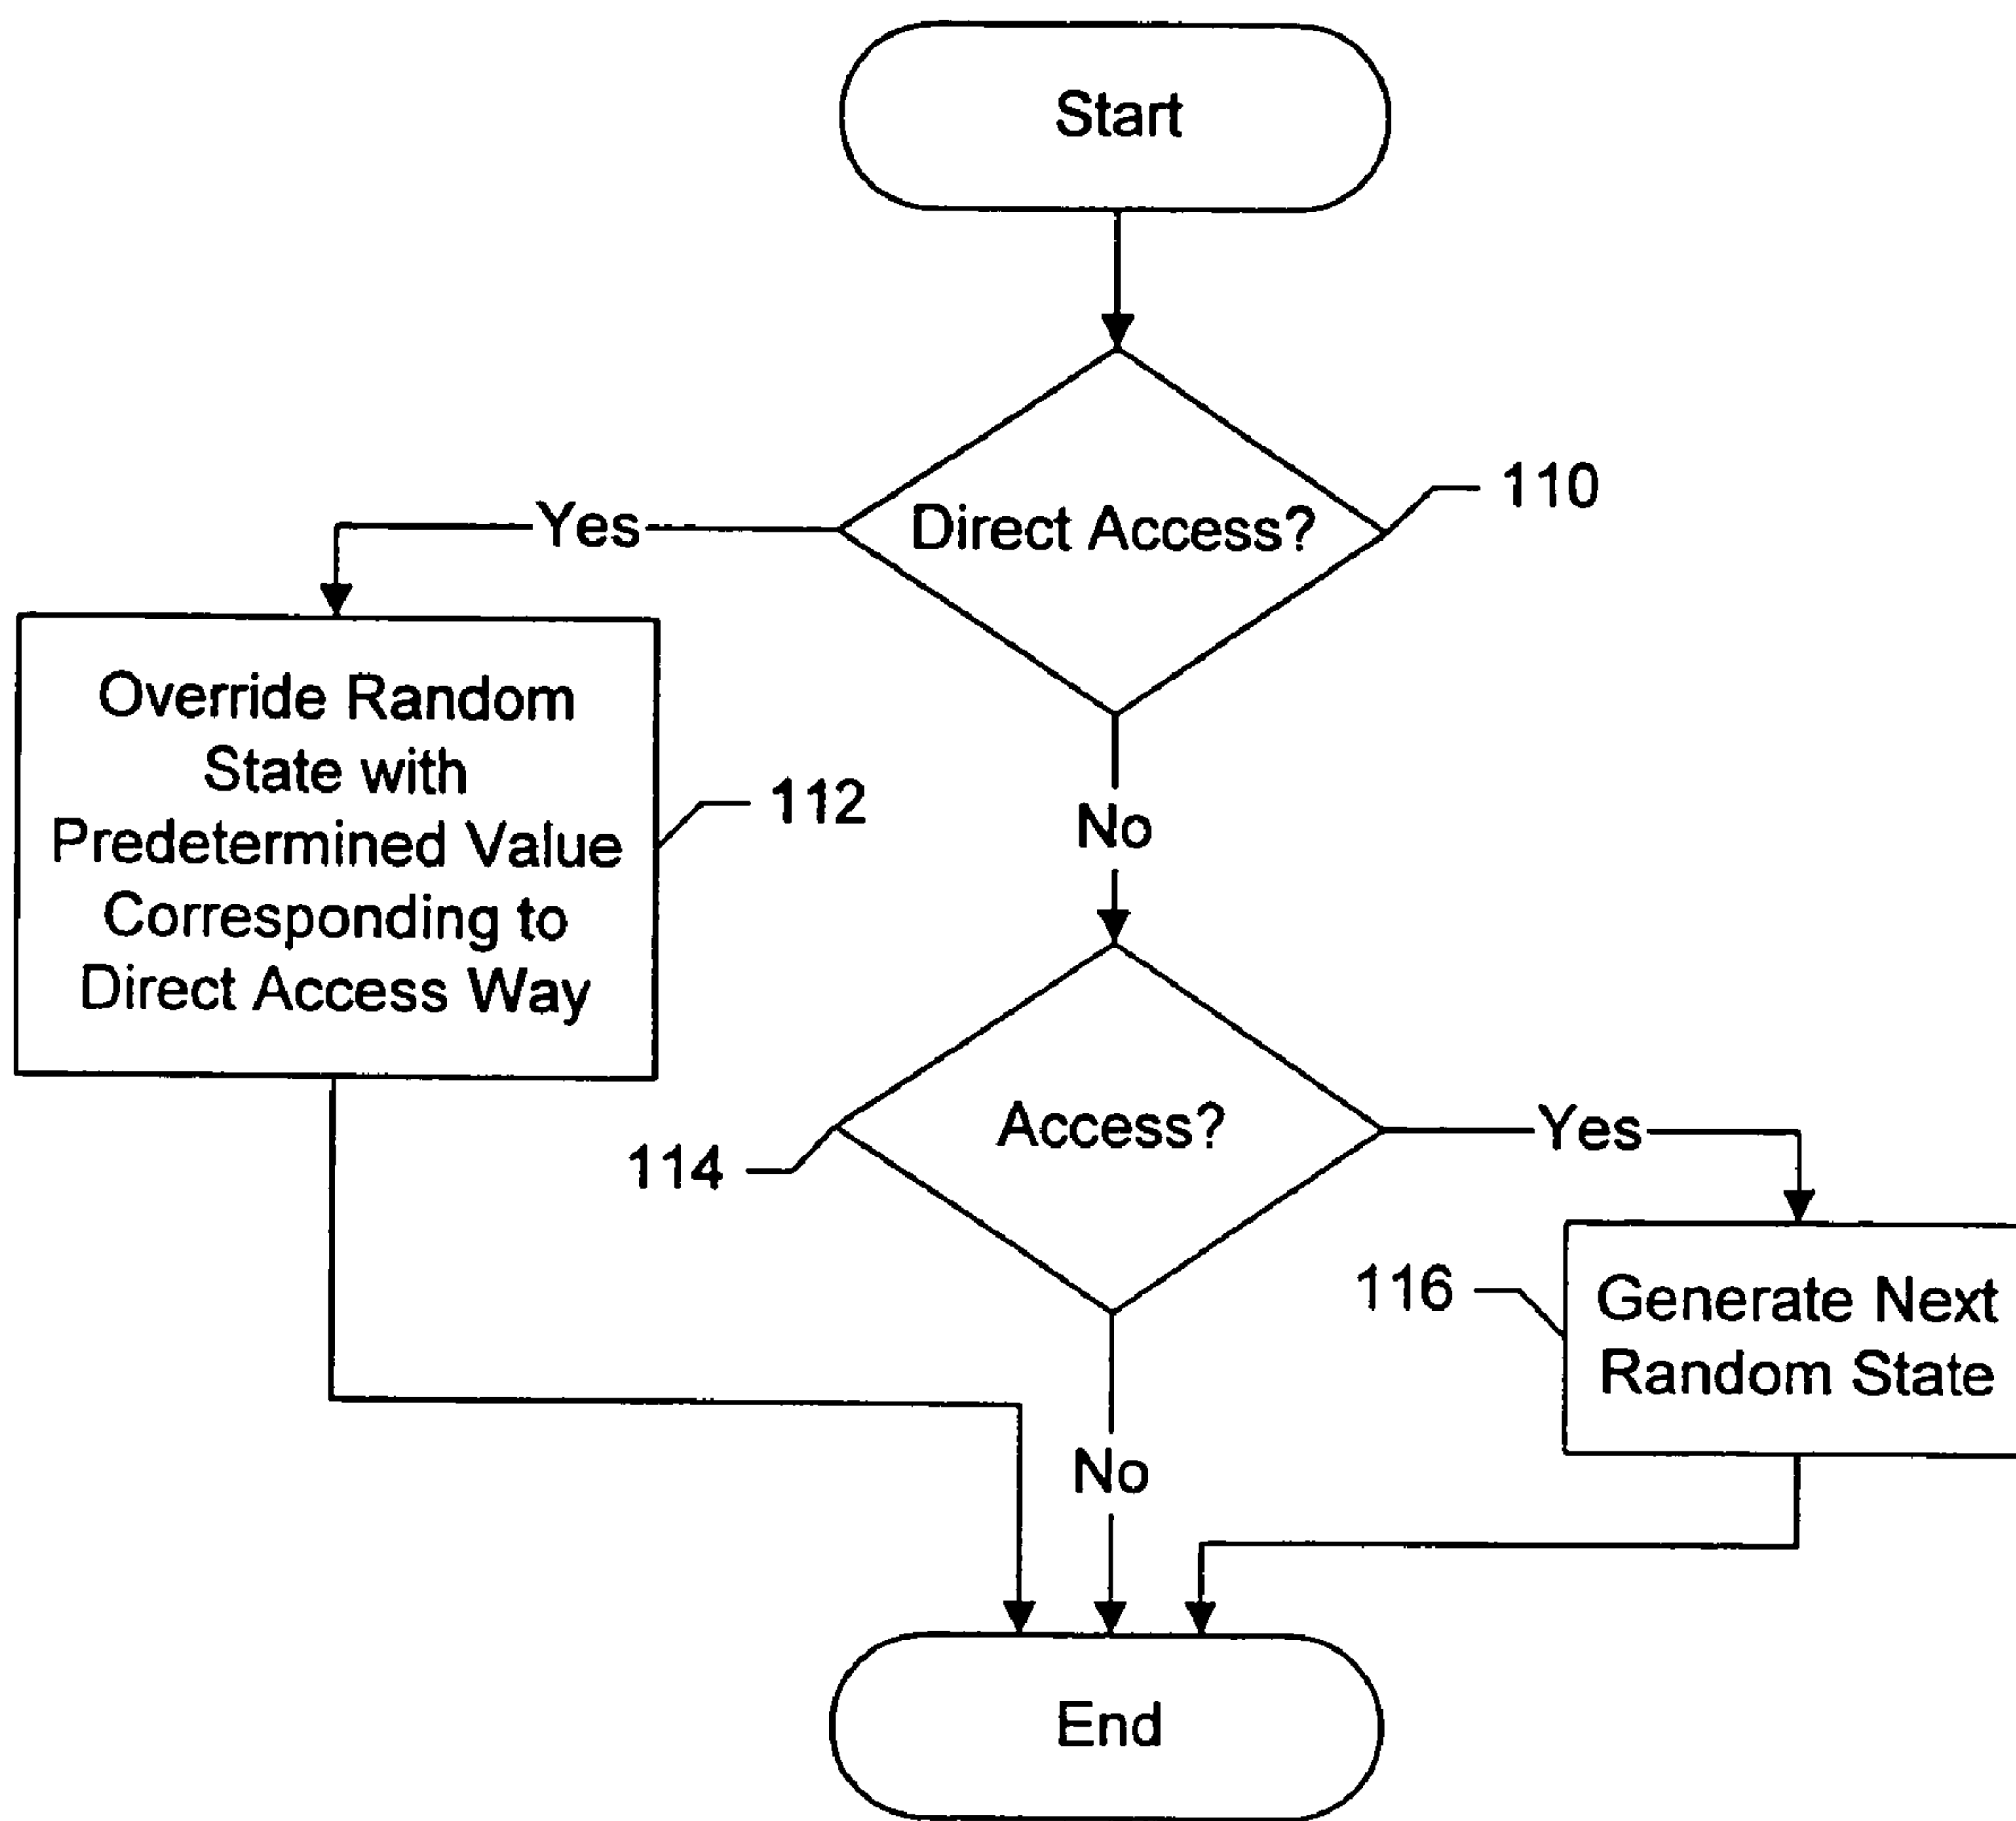 Start
Direct Access?
110
Yes
Override Random
State with
Predetermined Value
Corresponding to
Direct Access Way
112
No
Access?
114
Yes
116
Generate Next
Random State
No
End